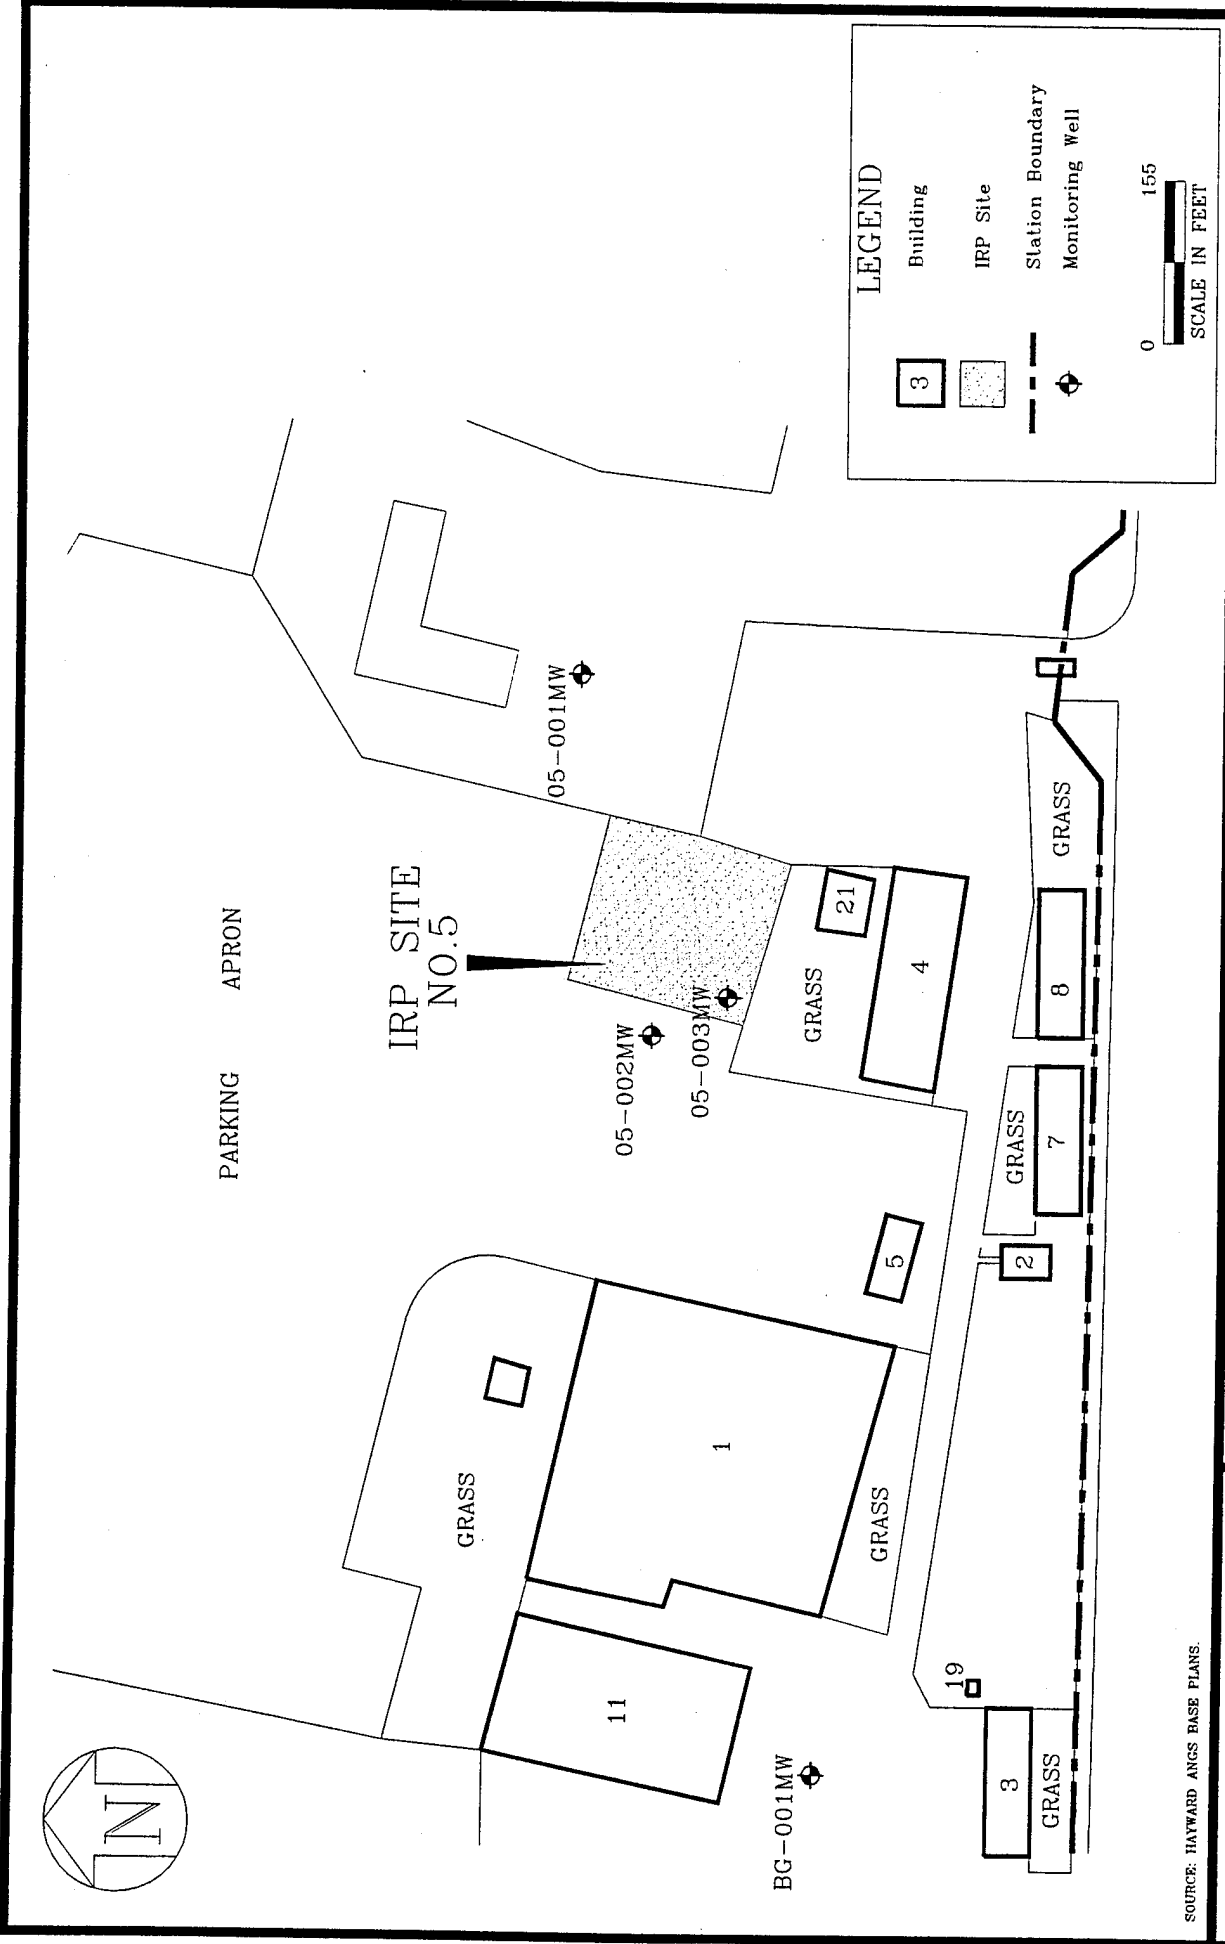 N
PARKING APRON
IRP SITE
NO.5
05-001MW
05-002MW
05-003MW
BG-001MW
GRASS
11
1
GRASS
5
GRASS
21
4
19
3
GRASS
2
GRASS
7
8
GRASS
LEGEND
3
Building
IRP Site
Station Boundary
Monitoring Well
0 155
SCALE IN FEET
SOURCE: HAYWARD ANGS BASE PLANS.